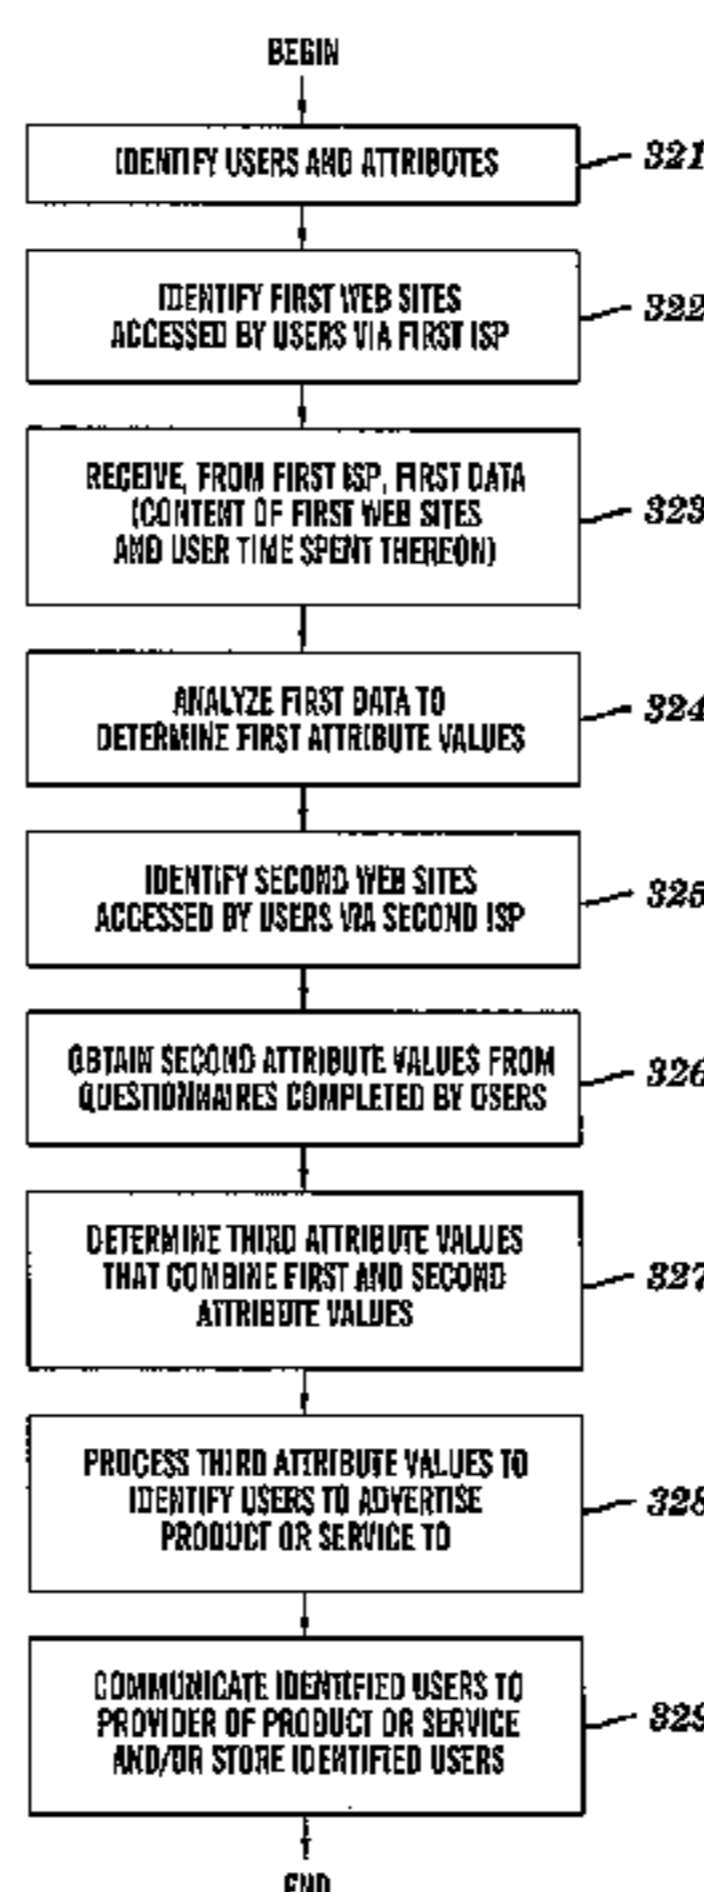 BEGIN
IDENTIFY USERS AND ATTRIBUTES
321
IDENTIFY FIRST WEB SITES
ACCESSED BY USERS VIA FIRST ISP
322
RECEIVE, FROM FIRST ISP, FIRST DATA
(CONTENT OF FIRST WEB SITES
AND USER TIME SPENT THEREON)
323
ANALYZE FIRST DATA TO
DETERMINE FIRST ATTRIBUTE VALUES
324
IDENTIFY SECOND WEB SITES
ACCESSED BY USERS VIA SECOND ISP
325
OBTAIN SECOND ATTRIBUTE VALUES FROM
QUESTIONNAIRES COMPLETED BY USERS
326
DETERMINE THIRD ATTRIBUTE VALUES
THAT COMBINE FIRST AND SECOND
ATTRIBUTE VALUES
327
PROCESS THIRD ATTRIBUTE VALUES TO
IDENTIFY USERS TO ADVERTISE
PRODUCT OR SERVICE TO
328
COMMUNICATE IDENTIFIED USERS TO
PROVIDER OF PRODUCT OR SERVICE
AND/OR STORE IDENTIFIED USERS
329
END